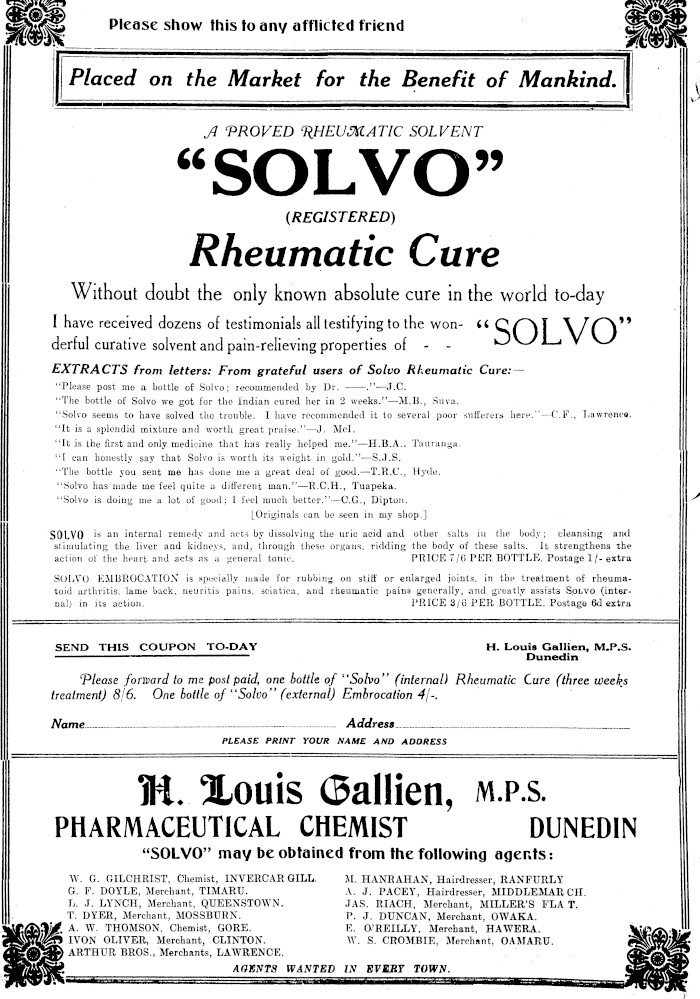 Please show this to any afflicted friend
Placed on the Market for the Benefit of Mankind.
A PROVED RHEUMATIC SOLVENT
“SOLVO”
(REGISTERED)
Rheumatic Cure
Without doubt the only known absolute cure in the world to-day
I have received dozens of testimonials all testifying to the won-
derful curative solvent and pain-relieving properties of - - “SOLVO”
EXTRACTS from letters: From grateful users of Solvo Rheumatic Cure:—
“Please post me a bottle of Solvo; recommended by Dr. ——.”—J.C.
“The bottle of Solvo we got for the Indian cured her in 2 weeks.”—M.B., Suva.
“Solvo seems to have solved the trouble. I have recommended it to several poor sufferers here.”—C.F., Lawrence.
“It is a splendid mixture and worth great praise.”—J. McI.
“It is the first and only medicine that has really helped me.”—H.B.A., Tauranga.
“I can honestly say that Solvo is worth its weight in gold.”—S.J.S.
“The bottle you sent me has done me a great deal of good.—T.R.C., Hyde.
“Solvo has made me feel quite a different man.”—R.C.H., Tuapeka.
“Solvo is doing me a lot of good; I feel much better.”—C.G., Dipton.
[Originals can be seen in my shop.]
SOLVO is an internal remedy and acts by dissolving the uric acid and other salts in the body; cleansing and
stimulating the liver and kidneys, and, through these organs, ridding the body of these salts. It strengthens the
action of the heart and acts as a general tonic. PRICE 7/6 PER BOTTLE. Postage 1/- extra
SOLVO EMBROCATION is specially made for rubbing on stiff or enlarged joints, in the treatment of rheuma-
toid arthritis, lame back, neuritis pains, sciatica, and rheumatic pains generally, and greatly assists SOLVO (inter-
nal) in its action. PRICE 3/6 PER BOTTLE. Postage 6d extra
SEND THIS COUPON TO-DAY
H. Louis Gallien, M.P.S.
Dunedin
Please forward to me post paid, one bottle of “Solvo” (internal) Rheumatic Cure (three weeks
treatment) 8/6. One bottle of “Solvo” (external) Embrocation 4/-.
Name Address
PLEASE PRINT YOUR NAME AND ADDRESS
H. Louis Gallien, M.P.S.
PHARMACEUTICAL CHEMIST DUNEDIN
“SOLVO” may be obtained from the following agents:
W. G. GILCHRIST, Chemist, INVERCARGILL.
G. F. DOYLE, Merchant, TIMARU.
L. J. LYNCH, Merchant, QUEENSTOWN.
T. DYER, Merchant, MOSSBURN.
A. W. THOMSON, Chemist, GORE.
IVON OLIVER, Merchant, CLINTON.
ARTHUR BROS., Merchants, LAWRENCE.
M. HANRAHAN, Hairdresser, RANFURLY
A. J. PACEY, Hairdresser, MIDDLEMARCH.
JAS. RIACH, Merchant, MILLER'S FLAT.
P. J. DUNCAN, Merchant, OWAKA.
E. O'REILLY, Merchant, HAWERA.
W. S. CROMBIE, Merchant, OAMARU.
AGENTS WANTED IN EVERY TOWN.